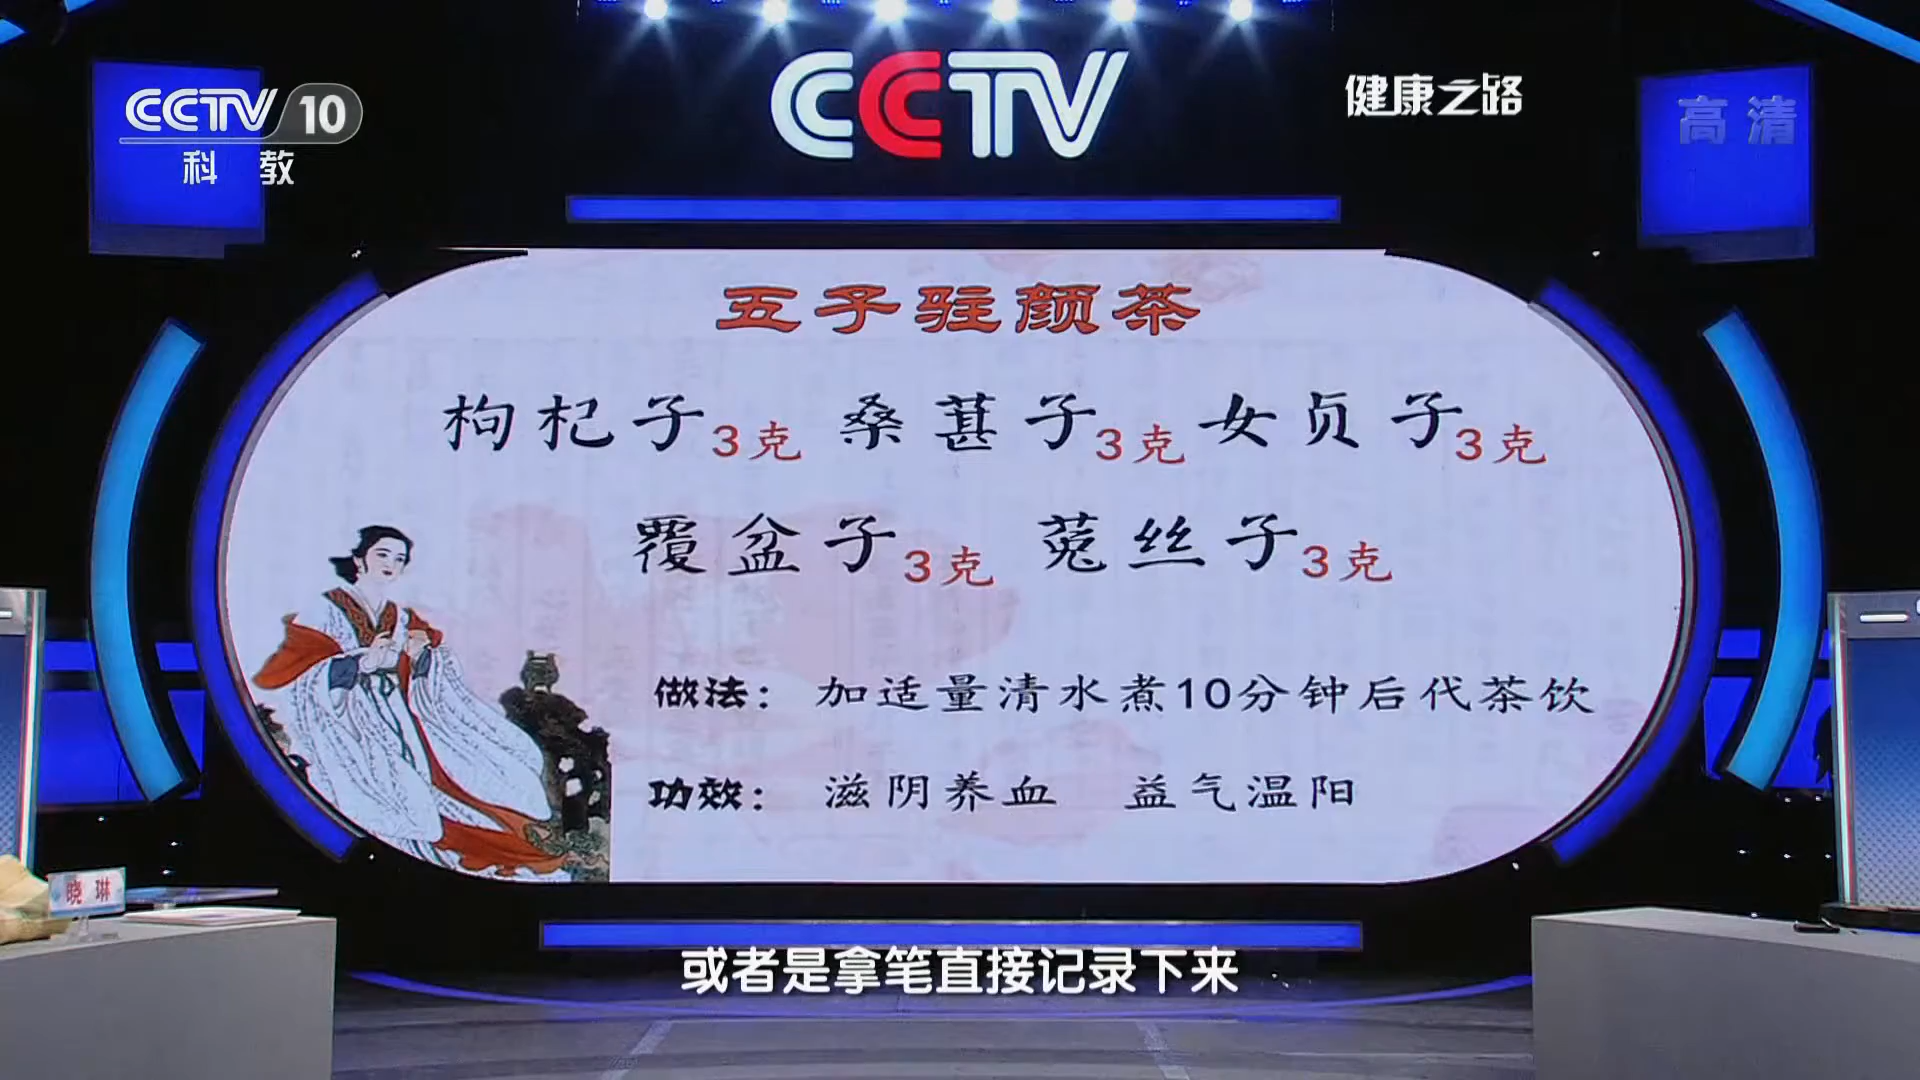 CCTV
CCTV 10
科 教
健康之路
高清
五子驻颜茶
枸杞子3克 桑葚子3克 女贞子3克
覆盆子3克 菟丝子3克
做法： 加适量清水煮10分钟后代茶饮
功效： 滋阴养血 益气温阳
晓琳
或者是拿笔直接记录下来